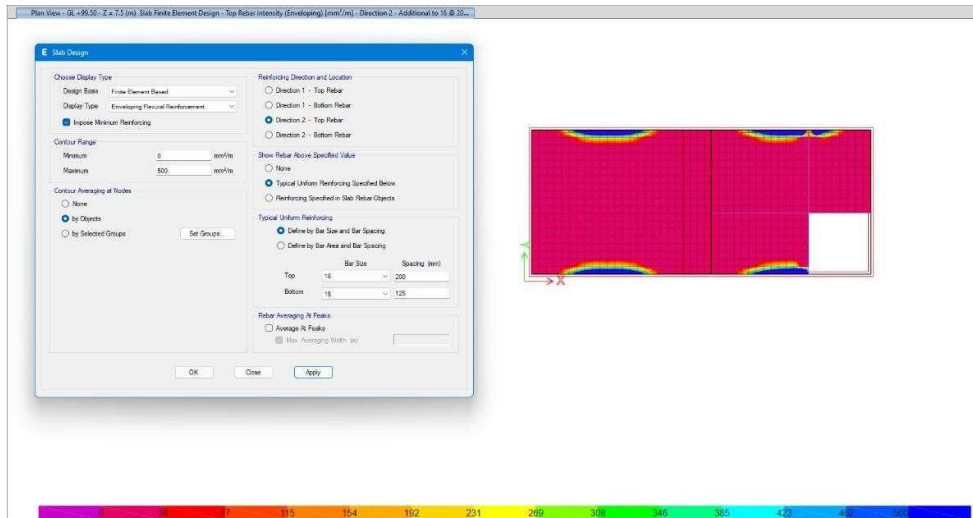 Plan View - GL +99.50 - Z = 7.5 (m) Slab Finite Element Design - Top Rebar Intensity (Enveloping) [mm²/m] - Direction 2 - Additional to 16 @ 20...
E Slab Design
Choose Display Type
Design Basis Finite Element Based
Display Type Enveloping Flexural Reinforcement
Impose Minimum Reinforcing
Contour Range
Minimum 0 mm²/m
Maximum 500 mm²/m
Contour Averaging at Nodes
None
by Objects
by Selected Groups Set Groups...
Reinforcing Direction and Location
Direction 1 - Top Rebar
Direction 1 - Bottom Rebar
Direction 2 - Top Rebar
Direction 2 - Bottom Rebar
Show Rebar Above Specified Value
None
Typical Uniform Reinforcing Specified Below
Reinforcing Specified in Slab Rebar Objects
Typical Uniform Reinforcing
Define by Bar Size and Bar Spacing
Define by Bar Area and Bar Spacing
Bar Size Spacing (mm)
Top 16 200
Bottom 125
Rebar Averaging At Peaks
Average At Peaks
Max. Averaging Width (m)
OK Close Apply
Y
X
0 38 77 115 154 192 231 269 308 346 385 423 462 500